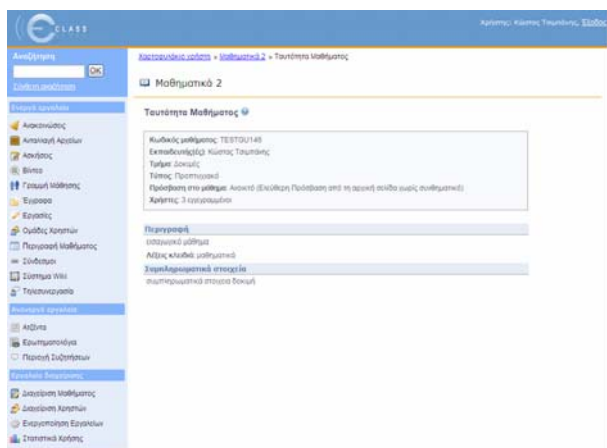 eCLASS
Χρήστης: Κώστας Τσιμπάνης, Έξοδος
Αναζήτηση
OK
Σύνθετη αναζήτηση
Χαρτοφυλάκιο χρήστη » Μαθηματικά 2 » Ταυτότητα Μαθήματος
Μαθηματικά 2
Ενεργά εργαλεία
Ανακοινώσεις
Ανταλλαγή Αρχείων
Ασκήσεις
Βίντεο
Γραμμή Μάθησης
Έγγραφα
Εργασίες
Ομάδες Χρηστών
Περιγραφή Μαθήματος
Σύνδεσμοι
Σύστημα Wiki
Τηλεσυνεργασία
Ανενεργά εργαλεία
Ατζέντα
Ερωτηματολόγια
Περιοχή Συζητήσεων
Εργαλεία διαχείρισης
Διαχείριση Μαθήματος
Διαχείριση Χρηστών
Ενεργοποίηση Εργαλείων
Στατιστικά Χρήσης
Ταυτότητα Μαθήματος
Κωδικός μαθήματος: TESTGU148
Εκπαιδευτής(ές): Κώστας Τσιμπάνης
Τμήμα: Δοκιμές
Τύπος: Προπτυχιακό
Πρόσβαση στο μάθημα: Ανοικτό (Ελεύθερη Πρόσβαση από τη αρχική σελίδα χωρίς συνθηματικό)
Χρήστες: 3 εγγεγραμμένοι
Περιγραφή
εισαγωγικό μάθημα
Λέξεις κλειδιά: μαθηματικά
Συμπληρωματικά στοιχεία
συμπληρωματικά στοιχεια δοκιμή